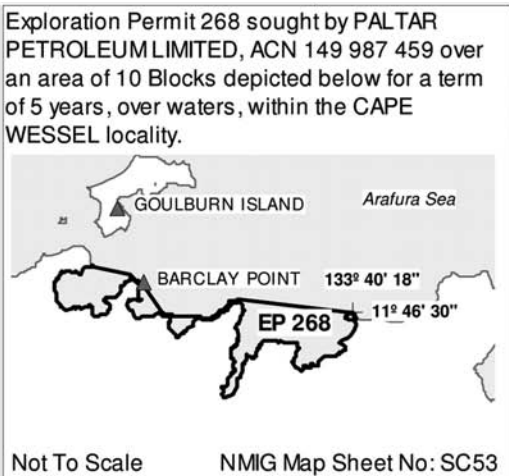 Exploration Permit 268 sought by PALTAR
PETROLEUM LIMITED, ACN 149 987 459 over
an area of 10 Blocks depicted below for a term
of 5 years, over waters, within the CAPE
WESSEL locality.
GOULBURN ISLAND
Arafura Sea
BARCLAY POINT
133º 40' 18"
11º 46' 30"
EP 268
Not To Scale
NMIG Map Sheet No: SC53